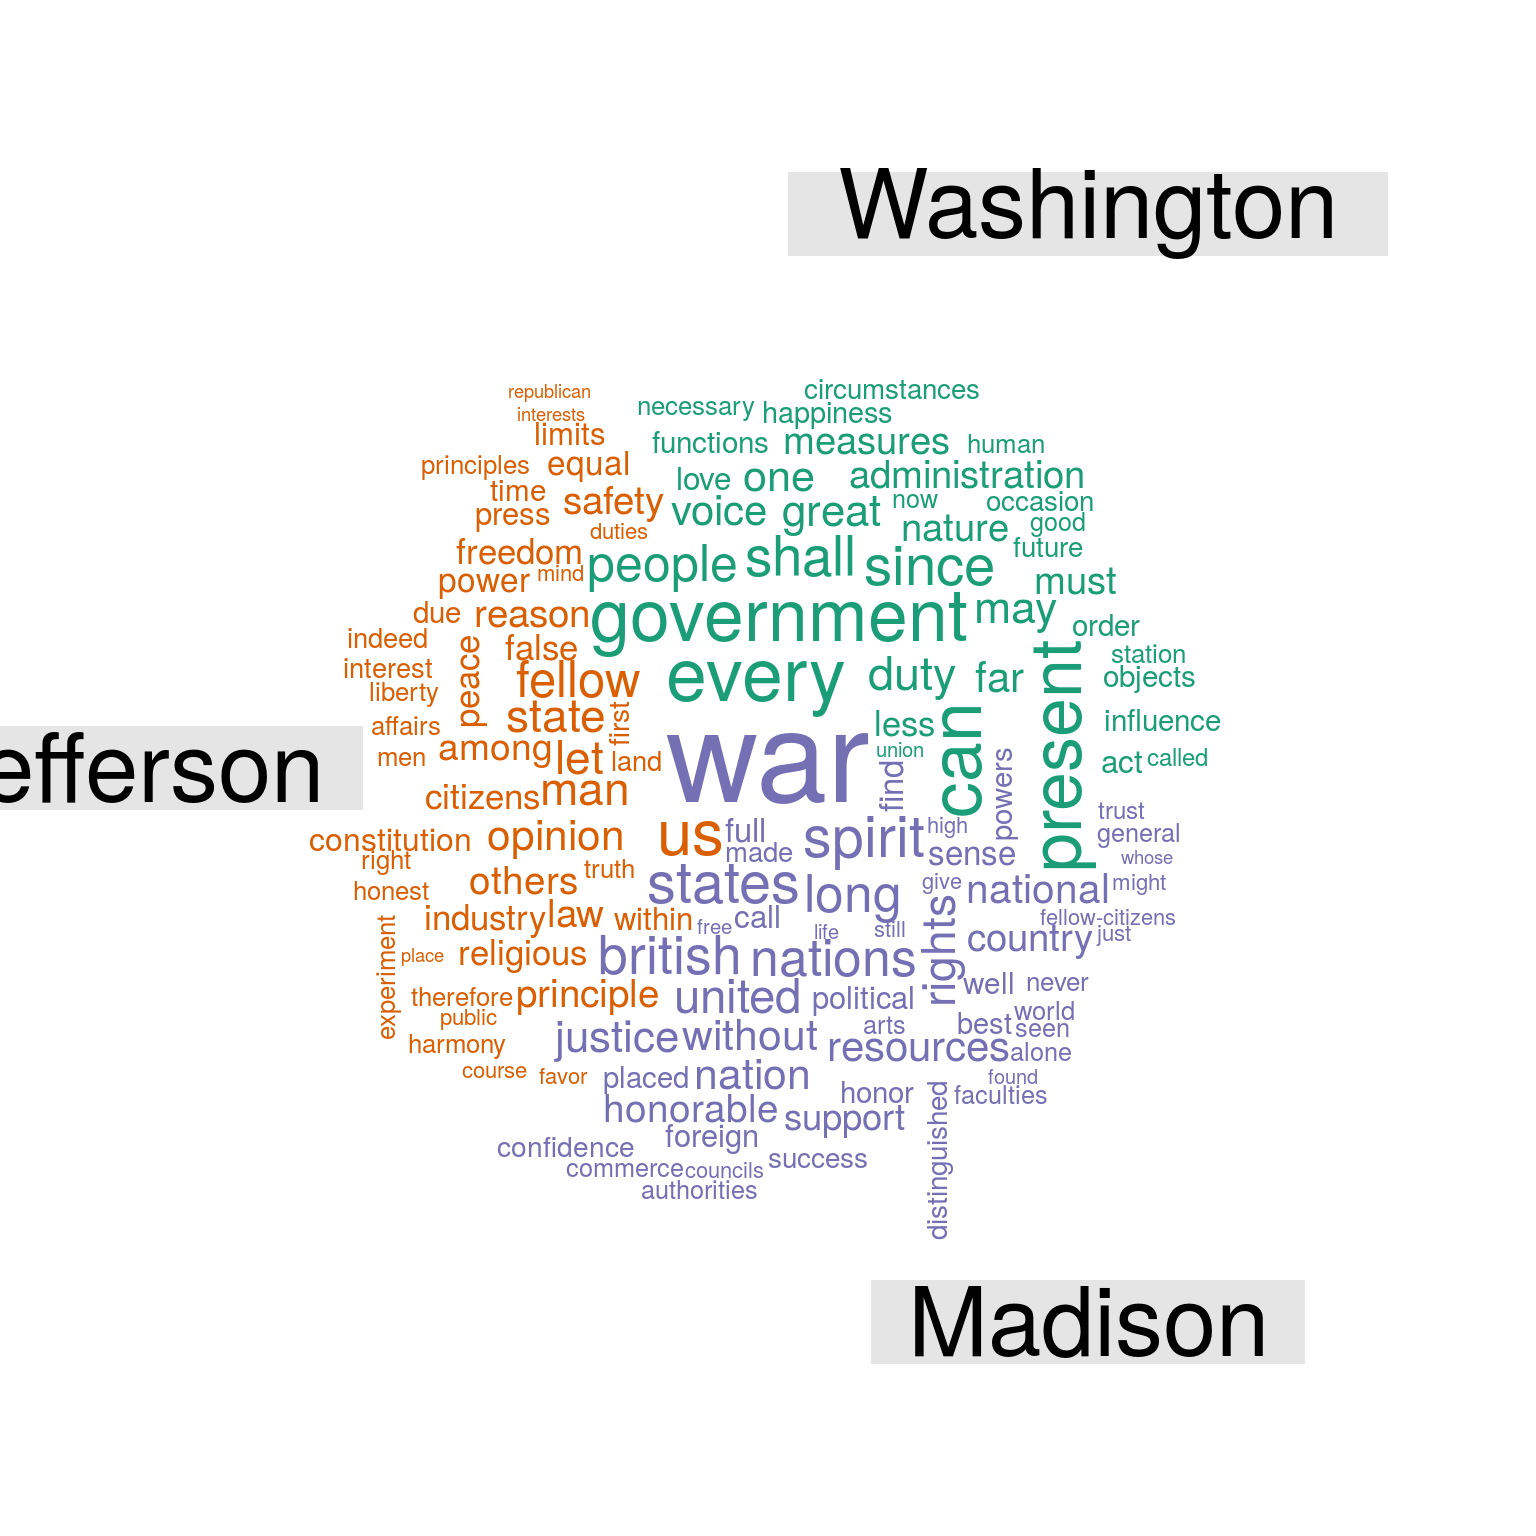 Washington
circumstances
republican
necessary happiness
interests
limits functions measures human
principles equal love one administration
time safety voice great now occasion
press duties nature good
freedom people shall since future
power mind must
due reason government may order
indeed false peace station
interest fellow every duty far present objects
liberty state first
affairs among let war less can influence
men land union act called
efferson
citizens man find powers trust
constitution opinion us full spirit high general
right made sense whose
honest others truth states long give national might
industry law within free call life still rights fellow-citizens
experiment place religious british nations country just
therefore principle united political well never
public arts best world
harmony justice without resources seen
alone
course favor placed nation found
honorable honor faculties
support distinguished
confidence foreign
commerce councils success
authorities
Madison